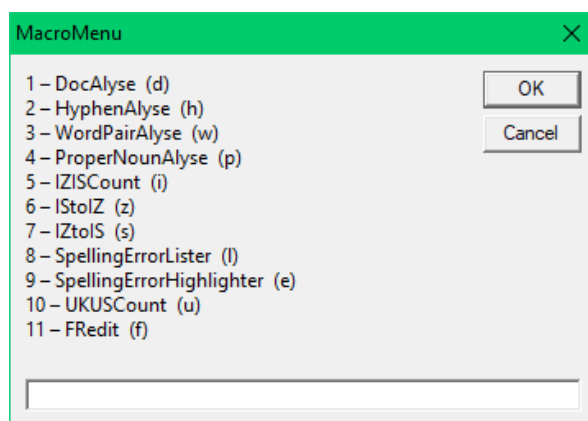 MacroMenu
1 – DocAlyse (d)
2 – HyphenAlyse (h)
3 – WordPairAlyse (w)
4 – ProperNounAlyse (p)
5 – IZISCount (i)
6 – IStoIZ (z)
7 – IZtoIS (s)
8 – SpellingErrorLister (l)
9 – SpellingErrorHighlighter (e)
10 – UKUSCount (u)
11 – FRedit (f)
OK
Cancel